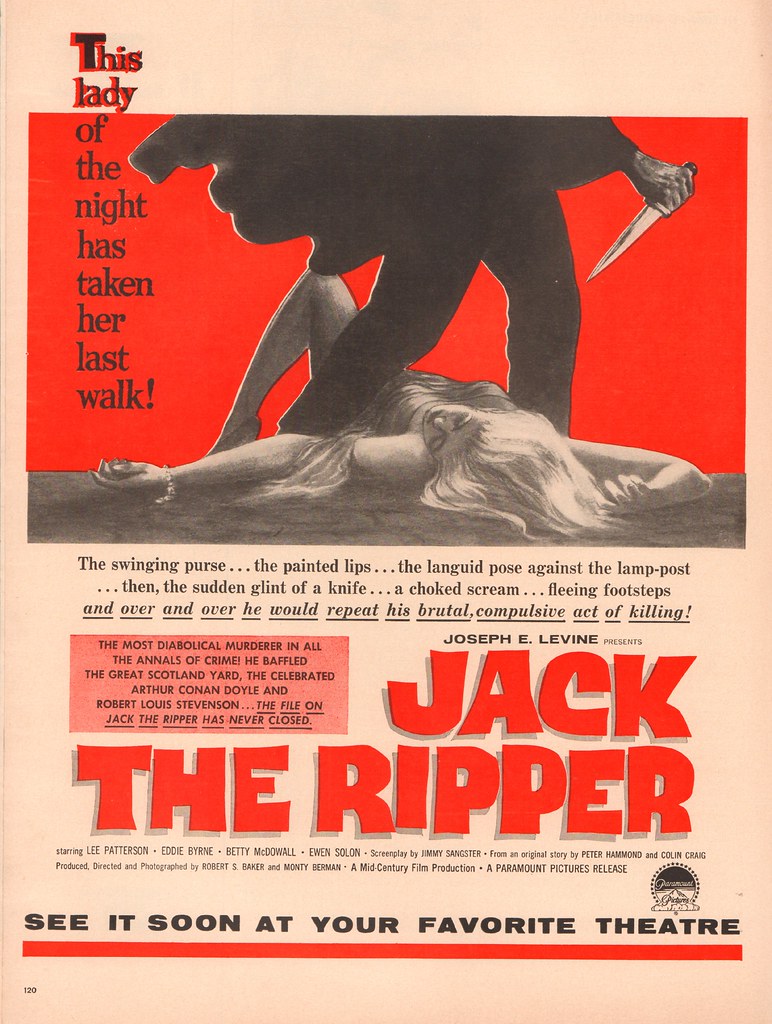 This
lady
of
the
night
has
taken
her
last
walk!
The swinging purse...the painted lips...the languid pose against the lamp-post
...then, the sudden glint of a knife...a choked scream...fleeing footsteps
and over and over he would repeat his brutal, compulsive act of killing!
THE MOST DIABOLICAL MURDERER IN ALL
THE ANNALS OF CRIME! HE BAFFLED
THE GREAT SCOTLAND YARD, THE CELEBRATED
ARTHUR CONAN DOYLE AND
ROBERT LOUIS STEVENSON...THE FILE ON
JACK THE RIPPER HAS NEVER CLOSED.
JOSEPH E. LEVINE PRESENTS
JACK
THE RIPPER
starring LEE PATTERSON • EDDIE BYRNE • BETTY McDOWALL • EWEN SOLON • Screenplay by JIMMY SANGSTER • From an original story by PETER HAMMOND and COLIN CRAIG
Produced, Directed and Photographed by ROBERT S. BAKER and MONTY BERMAN • A Mid-Century Film Production • A PARAMOUNT PICTURES RELEASE
Paramount
Pictures
®
SEE IT SOON AT YOUR FAVORITE THEATRE
120